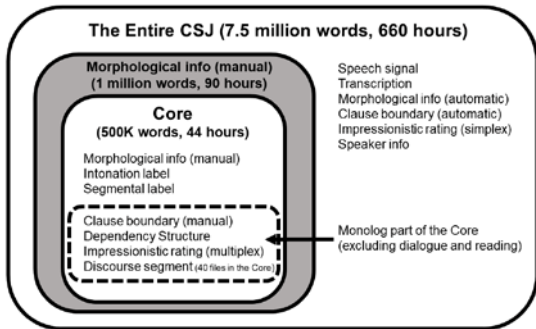 The Entire CSJ (7.5 million words, 660 hours)
Morphological info (manual)
(1 million words, 90 hours)
Core
(500K words, 44 hours)
Morphological info (manual)
Intonation label
Segmental label
Clause boundary (manual)
Dependency Structure
Impressionistic rating (multiplex)
Discourse segment (40 files in the Core)
Speech signal
Transcription
Morphological info (automatic)
Clause boundary (automatic)
Impressionistic rating (simplex)
Speaker info
Monolog part of the Core
(excluding dialogue and reading)